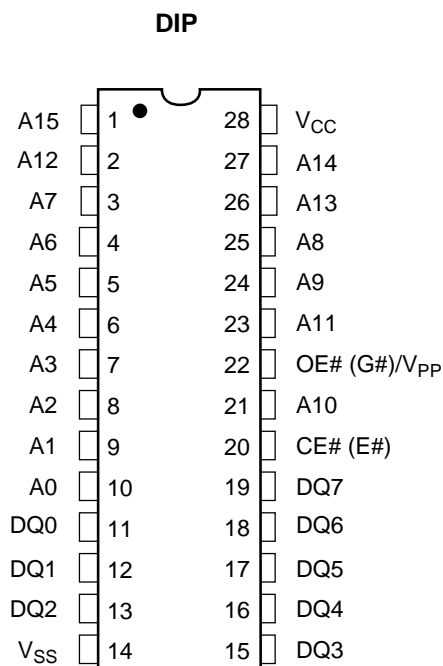 DIP
A15 1 28 VCC
A12 2 27 A14
A7 3 26 A13
A6 4 25 A8
A5 5 24 A9
A4 6 23 A11
A3 7 22 OE# (G#)/VPP
A2 8 21 A10
A1 9 20 CE# (E#)
A0 10 19 DQ7
DQ0 11 18 DQ6
DQ1 12 17 DQ5
DQ2 13 16 DQ4
VSS 14 15 DQ3